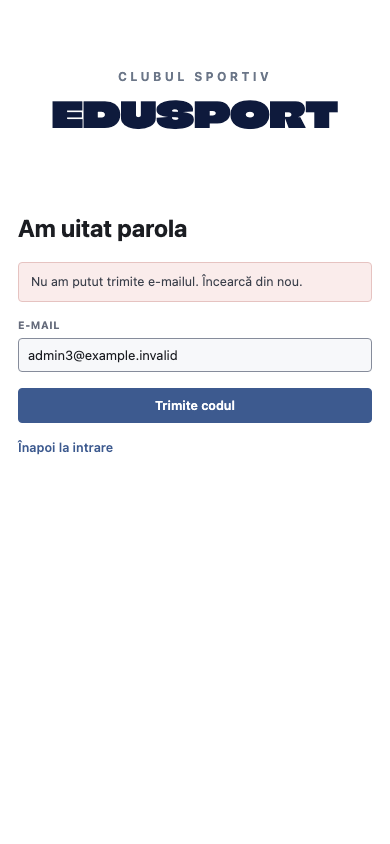 CLUBUL SPORTIV
EDUSPORT
Am uitat parola
Nu am putut trimite e-mailul. Încearcă din nou.
E-MAIL
admin3@example.invalid
Trimite codul
Înapoi la intrare